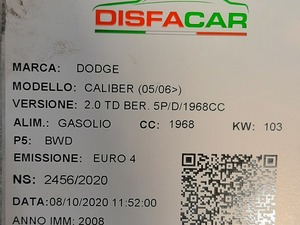 DISFACAR
MARCA: DODGE
MODELLO: CALIBER (05/06>)
VERSIONE: 2.0 TD BER. 5P/D/1968CC
ALIM.: GASOLIO CC: 1968 KW: 103
P5: BWD
EMISSIONE: EURO 4
NS: 2456/2020
DATA:08/10/2020 11:52:00
ANNO IMM: 2008